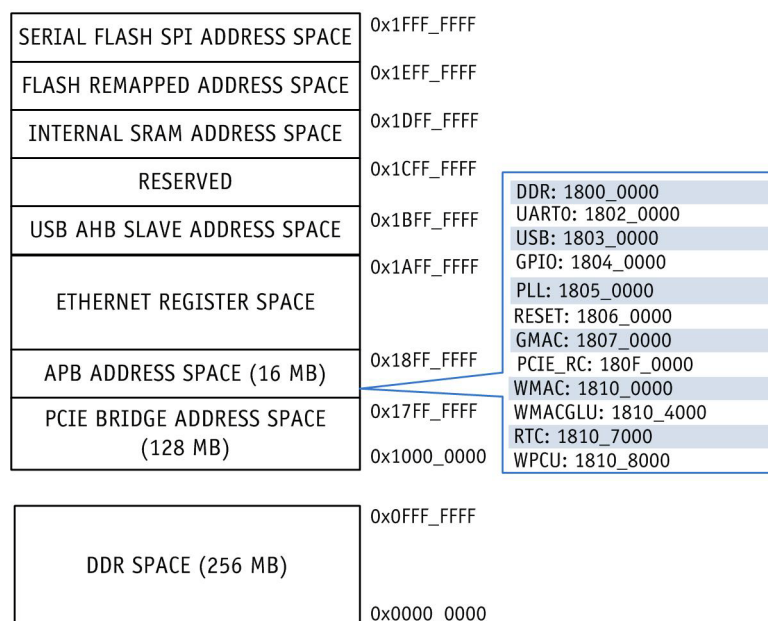 SERIAL FLASH SPI ADDRESS SPACE
0x1FFF_FFFF
FLASH REMAPPED ADDRESS SPACE
0x1EFF_FFFF
INTERNAL SRAM ADDRESS SPACE
0x1DFF_FFFF
RESERVED
0x1CFF_FFFF
USB AHB SLAVE ADDRESS SPACE
0x1BFF_FFFF
ETHERNET REGISTER SPACE
0x1AFF_FFFF
APB ADDRESS SPACE (16 MB)
0x18FF_FFFF
PCIE BRIDGE ADDRESS SPACE
(128 MB)
0x17FF_FFFF
0x1000_0000
DDR: 1800_0000
UART0: 1802_0000
USB: 1803_0000
GPIO: 1804_0000
PLL: 1805_0000
RESET: 1806_0000
GMAC: 1807_0000
PCIE_RC: 180F_0000
WMAC: 1810_0000
WMACGLU: 1810_4000
RTC: 1810_7000
WPCU: 1810_8000
0x0FFF_FFFF
DDR SPACE (256 MB)
0x0000_0000